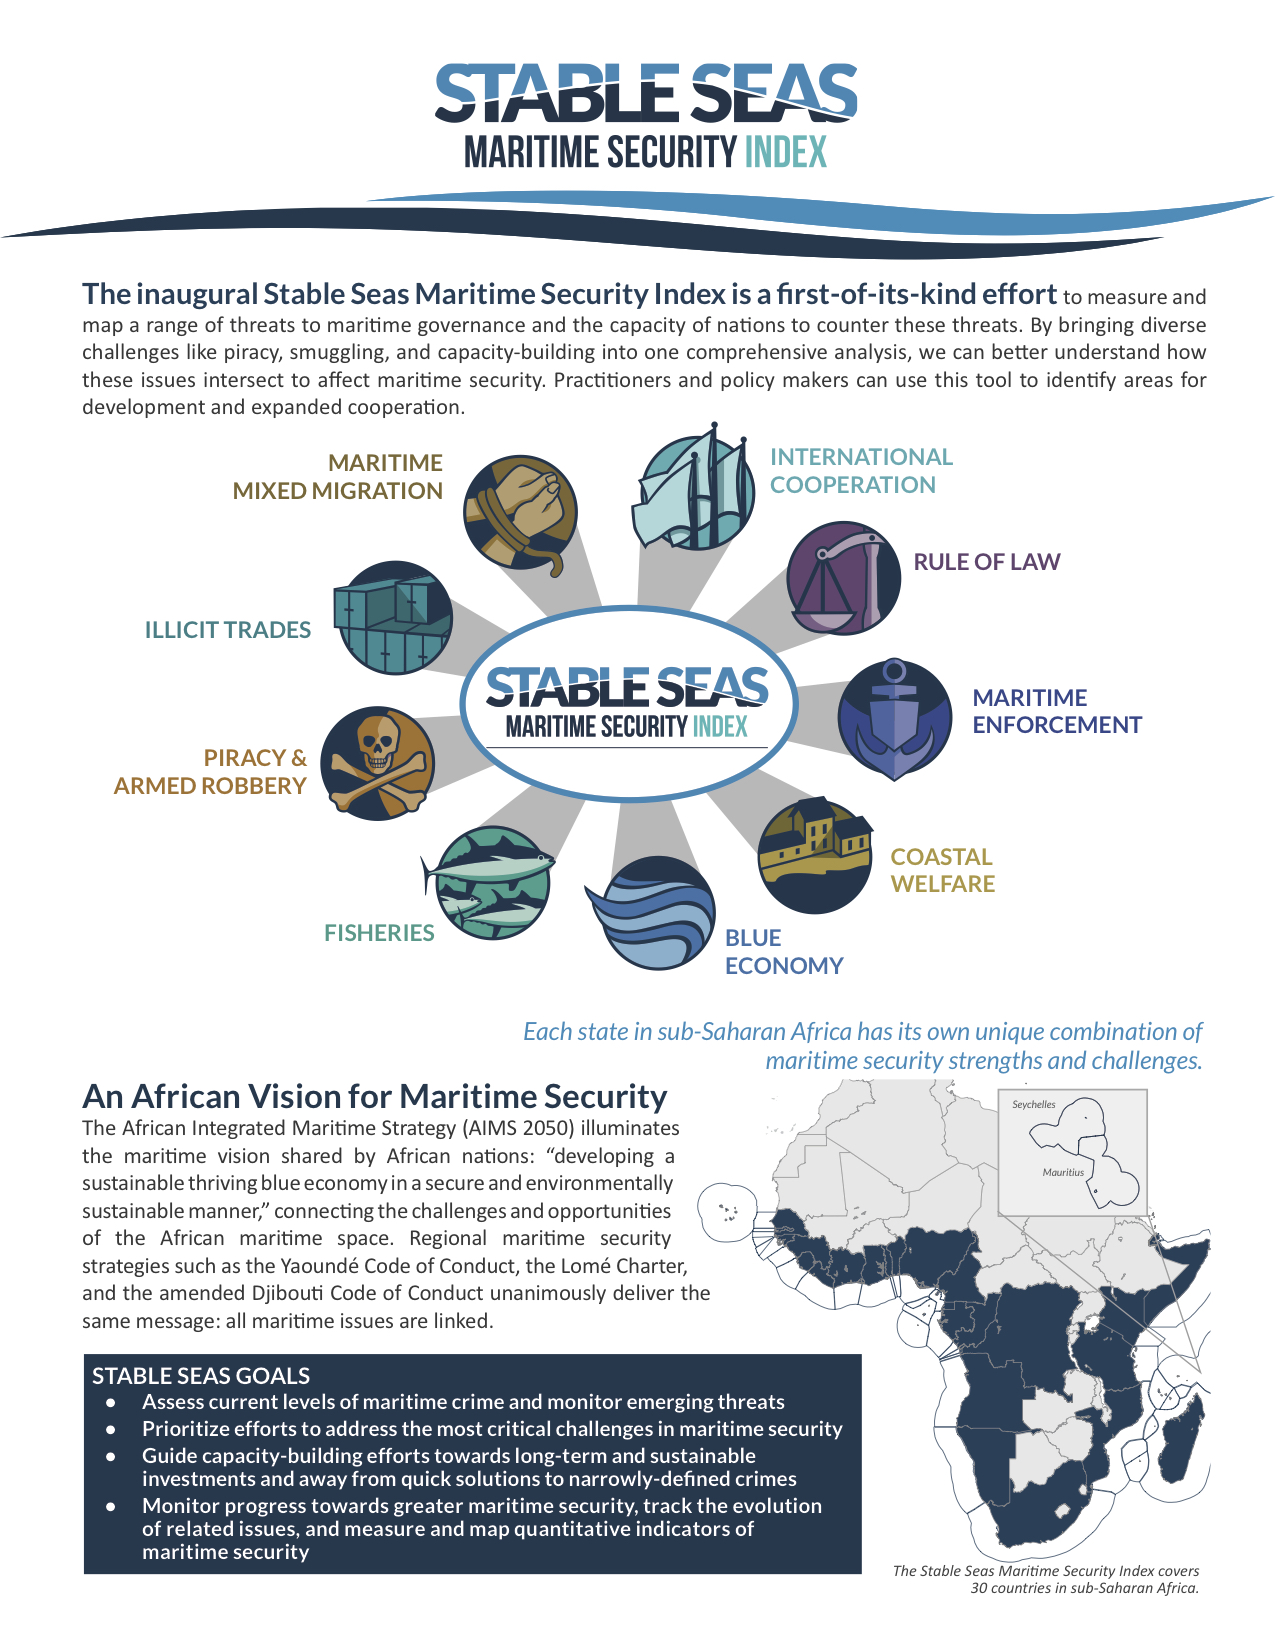 STABLE SEAS
MARITIME SECURITY INDEX
The inaugural Stable Seas Maritime Security Index is a first-of-its-kind effort to measure and
map a range of threats to maritime governance and the capacity of nations to counter these threats. By bringing diverse
challenges like piracy, smuggling, and capacity-building into one comprehensive analysis, we can better understand how
these issues intersect to affect maritime security. Practitioners and policy makers can use this tool to identify areas for
development and expanded cooperation.
MARITIME
MIXED MIGRATION
INTERNATIONAL
COOPERATION
RULE OF LAW
ILLICIT TRADES
STABLE SEAS
MARITIME SECURITY INDEX
MARITIME
ENFORCEMENT
PIRACY &
ARMED ROBBERY
COASTAL
WELFARE
FISHERIES
BLUE
ECONOMY
Each state in sub-Saharan Africa has its own unique combination of
maritime security strengths and challenges.
An African Vision for Maritime Security
The African Integrated Maritime Strategy (AIMS 2050) illuminates
the maritime vision shared by African nations: “developing a
sustainable thriving blue economy in a secure and environmentally
sustainable manner,” connecting the challenges and opportunities
of the African maritime space. Regional maritime security
strategies such as the Yaoundé Code of Conduct, the Lomé Charter,
and the amended Djibouti Code of Conduct unanimously deliver the
same message: all maritime issues are linked.
Seychelles
Mauritius
STABLE SEAS GOALS
● Assess current levels of maritime crime and monitor emerging threats
● Prioritize efforts to address the most critical challenges in maritime security
● Guide capacity-building efforts towards long-term and sustainable
investments and away from quick solutions to narrowly-defined crimes
● Monitor progress towards greater maritime security, track the evolution
of related issues, and measure and map quantitative indicators of
maritime security
The Stable Seas Maritime Security Index covers
30 countries in sub-Saharan Africa.